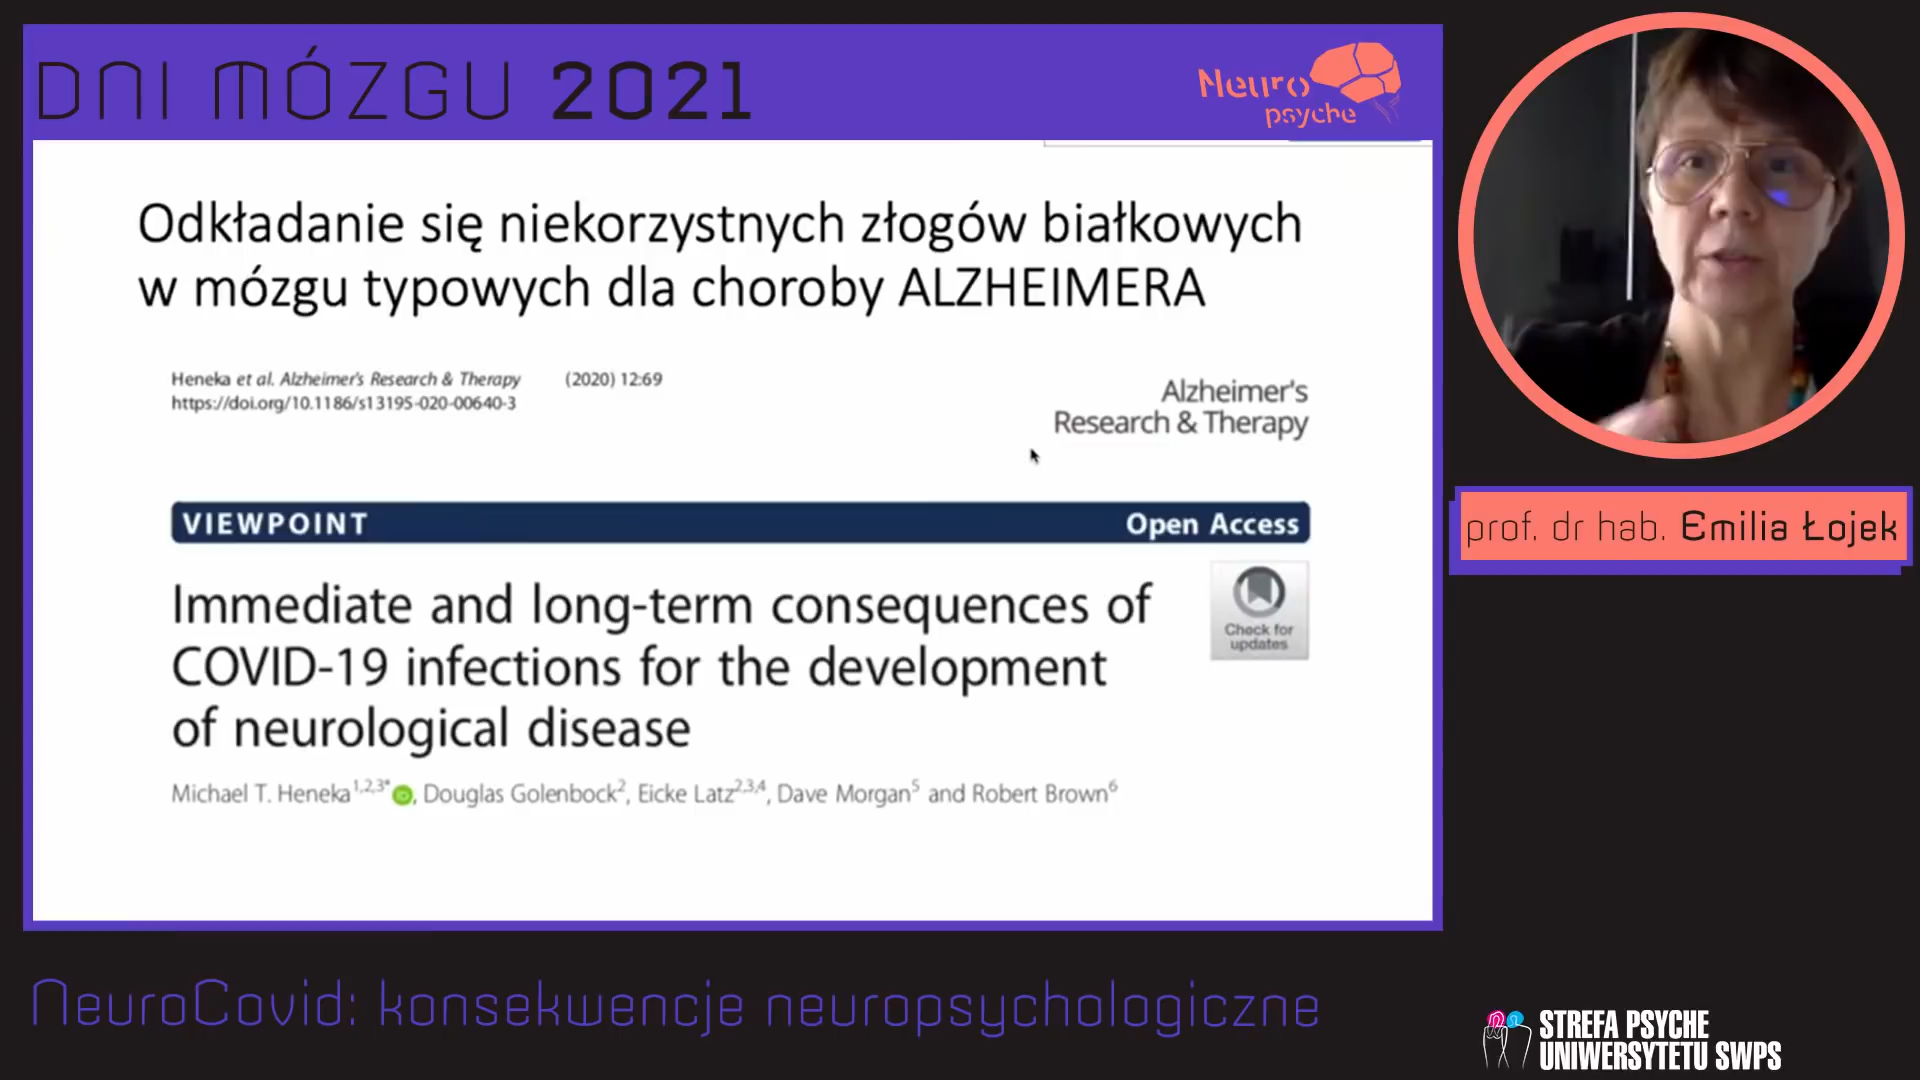 DNI MÓZGU 2021
Neuro
psyche
Odkładanie się niekorzystnych złogów białkowych
w mózgu typowych dla choroby ALZHEIMERA
Heneka et al. Alzheimer's Research & Therapy (2020) 12:69
https://doi.org/10.1186/s13195-020-00640-3
Alzheimer's
Research & Therapy
VIEWPOINT Open Access
Immediate and long-term consequences of
COVID-19 infections for the development
of neurological disease
Check for
updates
Michael T. Heneka1,2,3*, Douglas Golenbock2, Eicke Latz2,3,4, Dave Morgan5 and Robert Brown6
prof. dr hab. Emilia Łojek
NeuroCovid: konsekwencje neuropsychologiczne
STREFA PSYCHE
UNIWERSYTETU SWPS